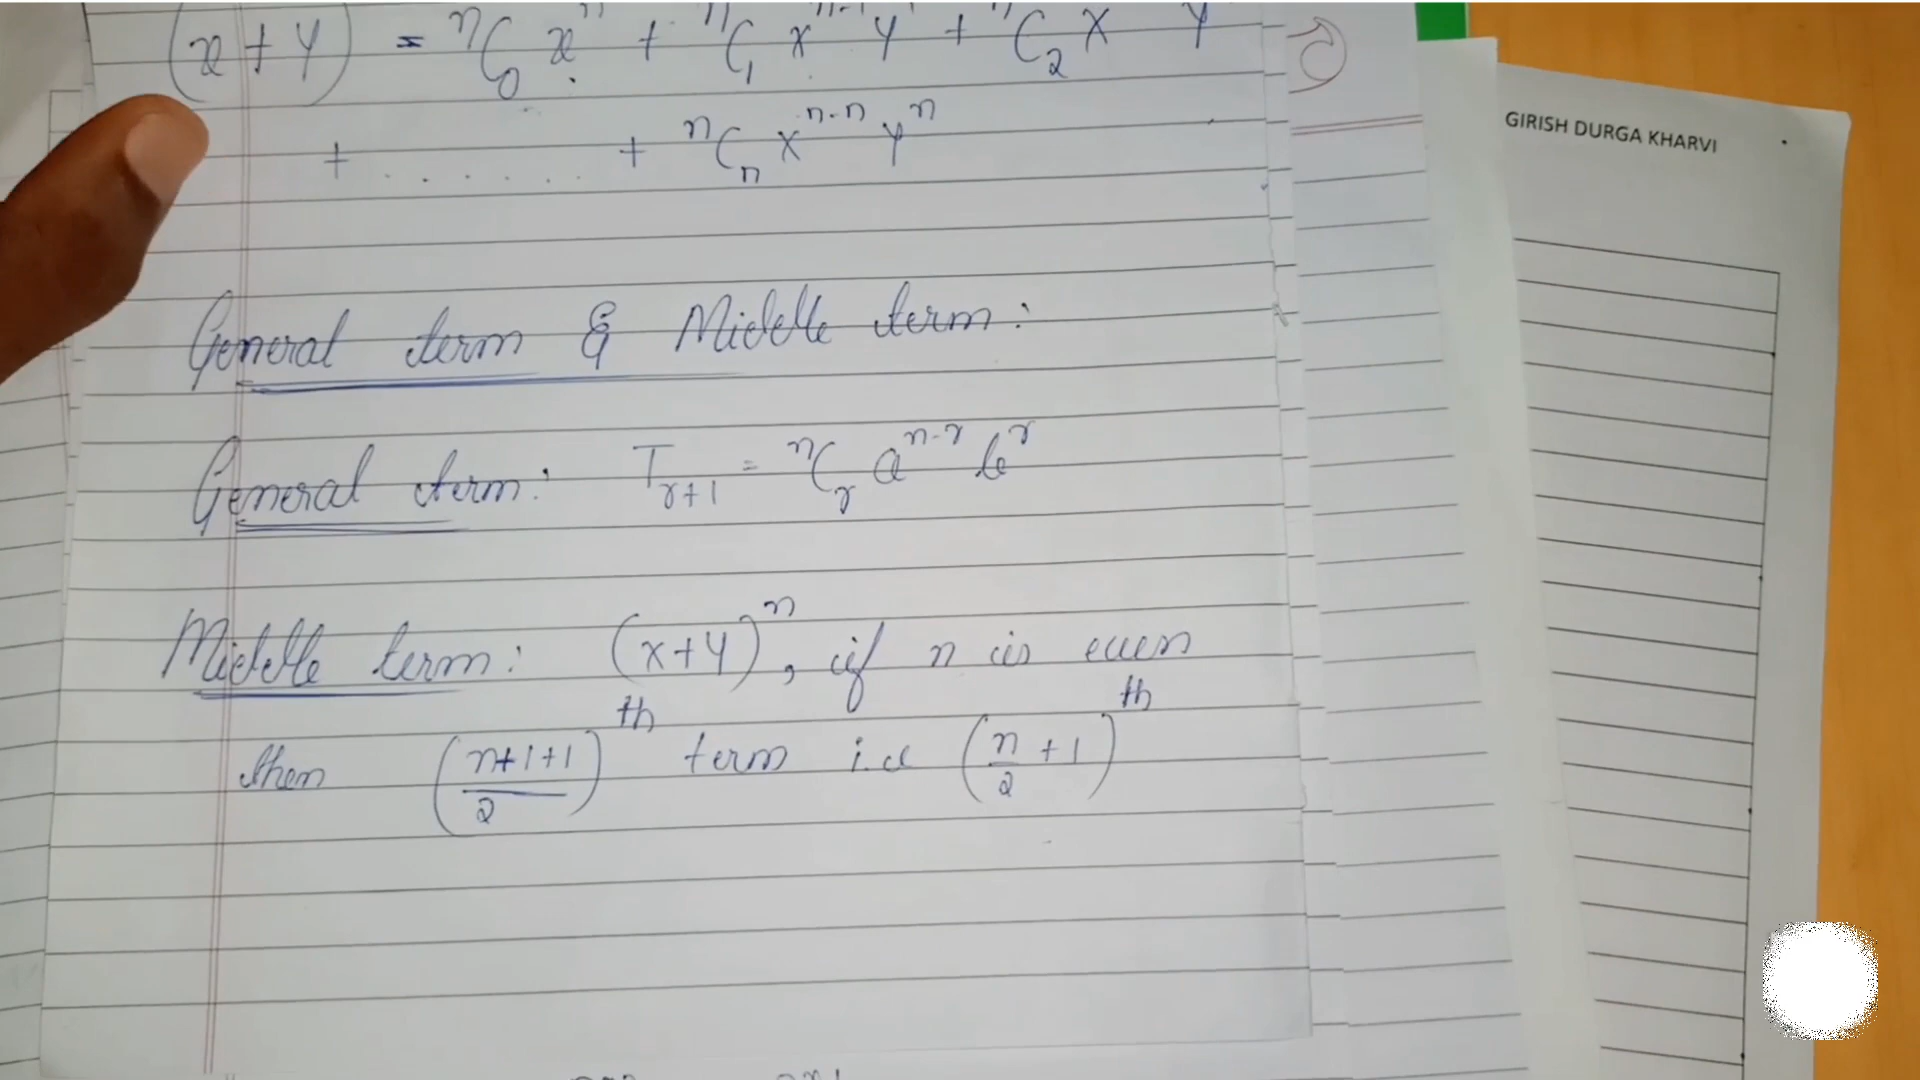 (x+y) = ⁿC₀ xⁿ + ⁿC₁ xⁿ⁻¹ y + ⁿC₂ x y
+ . . . . . . + ⁿCₙ xⁿ⁻ⁿ yⁿ
General term & Middle term:
General term: Tᵣ₊₁ = ⁿCᵣ aⁿ⁻ʳ bʳ
Middle term: (x+y)ⁿ, if n is even
then ((n+1+1)/2)th term i.e (n/2 + 1)th
GIRISH DURGA KHARVI